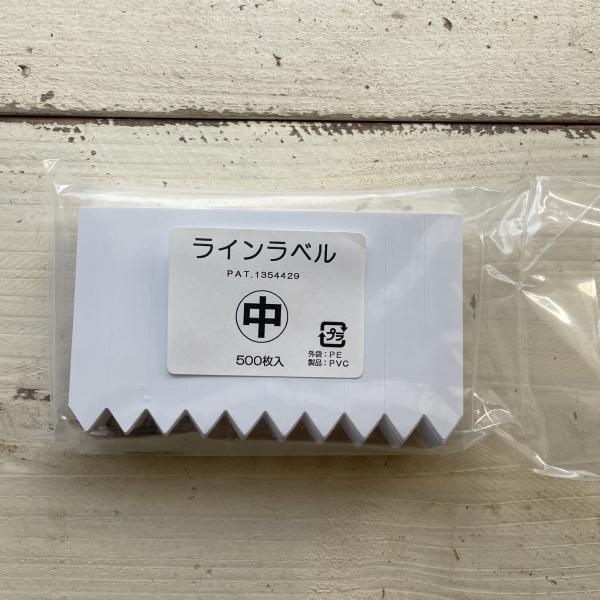 ラインラベル
PAT.1354429
中
500枚入
プラ
外袋：PE
製品：PVC